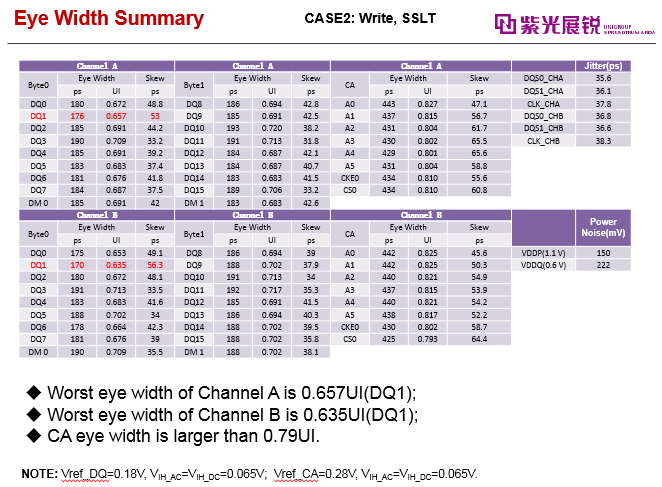 Eye Width Summary
CASE2: Write, SSLT
紫光展锐 UNIGROUP SPREADTRUM & RDA
Channel A Channel A Channel A Jitter(ps)
Byte0 Eye Width Skew Byte1 Eye Width Skew CA Eye Width Skew DQS0_CHA 35.6
ps UI ps ps UI ps ps UI ps DQS1_CHA 36.1
DQ0 180 0.672 48.8 DQ8 186 0.694 42.8 A0 443 0.827 47.1 CLK_CHA 37.8
DQ1 176 0.657 53 DQ9 185 0.691 42.5 A1 437 0.815 56.7 DQS0_CHB 36.8
DQ2 185 0.691 44.2 DQ10 193 0.720 38.2 A2 431 0.804 61.7 DQS1_CHB 36.6
DQ3 190 0.709 33.2 DQ11 191 0.713 31.8 A3 430 0.802 65.5 CLK_CHB 38.3
DQ4 185 0.691 39.2 DQ12 184 0.687 42.1 A4 429 0.801 65.6
DQ5 183 0.683 37.4 DQ13 184 0.687 40.7 A5 431 0.804 58.8
DQ6 181 0.676 41.8 DQ14 183 0.683 41.5 CKE0 434 0.810 55.6
DQ7 184 0.687 37.5 DQ15 189 0.706 33.2 CS0 434 0.810 60.8
DM 0 185 0.691 42 DM 1 183 0.683 42.6
Channel B Channel B Channel B Power Noise(mV)
Byte0 Eye Width Skew Byte1 Eye Width Skew CA Eye Width Skew
ps UI ps ps UI ps ps UI ps
DQ0 175 0.653 49.1 DQ8 186 0.694 39 A0 442 0.825 45.6 VDDP(1.1 V) 150
DQ1 170 0.635 56.3 DQ9 188 0.702 37.9 A1 442 0.825 50.3 VDDQ(0.6 V) 222
DQ2 180 0.672 48.1 DQ10 191 0.713 34 A2 440 0.821 54.9
DQ3 191 0.713 33.5 DQ11 192 0.717 35.3 A3 437 0.815 53.9
DQ4 183 0.683 41.6 DQ12 185 0.691 41.5 A4 440 0.821 54.2
DQ5 188 0.702 34 DQ13 186 0.694 40.3 A5 438 0.817 52.2
DQ6 178 0.664 42.3 DQ14 188 0.702 39.5 CKE0 430 0.802 58.7
DQ7 181 0.676 39 DQ15 188 0.702 35.8 CS0 425 0.793 64.4
DM 0 190 0.709 35.5 DM 1 188 0.702 38.1
◆ Worst eye width of Channel A is 0.657UI(DQ1);
◆ Worst eye width of Channel B is 0.635UI(DQ1);
◆ CA eye width is larger than 0.79UI.
NOTE: Vref_DQ=0.18V, VIH_AC=VIH_DC=0.065V; Vref_CA=0.28V, VIH_AC=VIH_DC=0.065V.